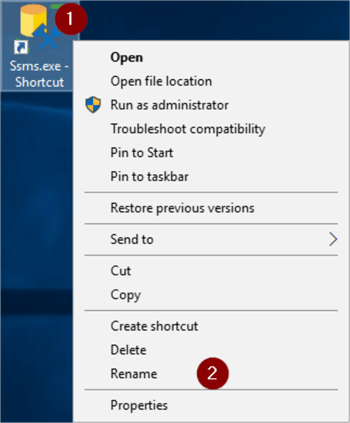 1
Ssms.exe -
Shortcut
Open
Open file location
Run as administrator
Troubleshoot compatibility
Pin to Start
Pin to taskbar
Restore previous versions
Send to
Cut
Copy
Create shortcut
Delete
Rename 2
Properties